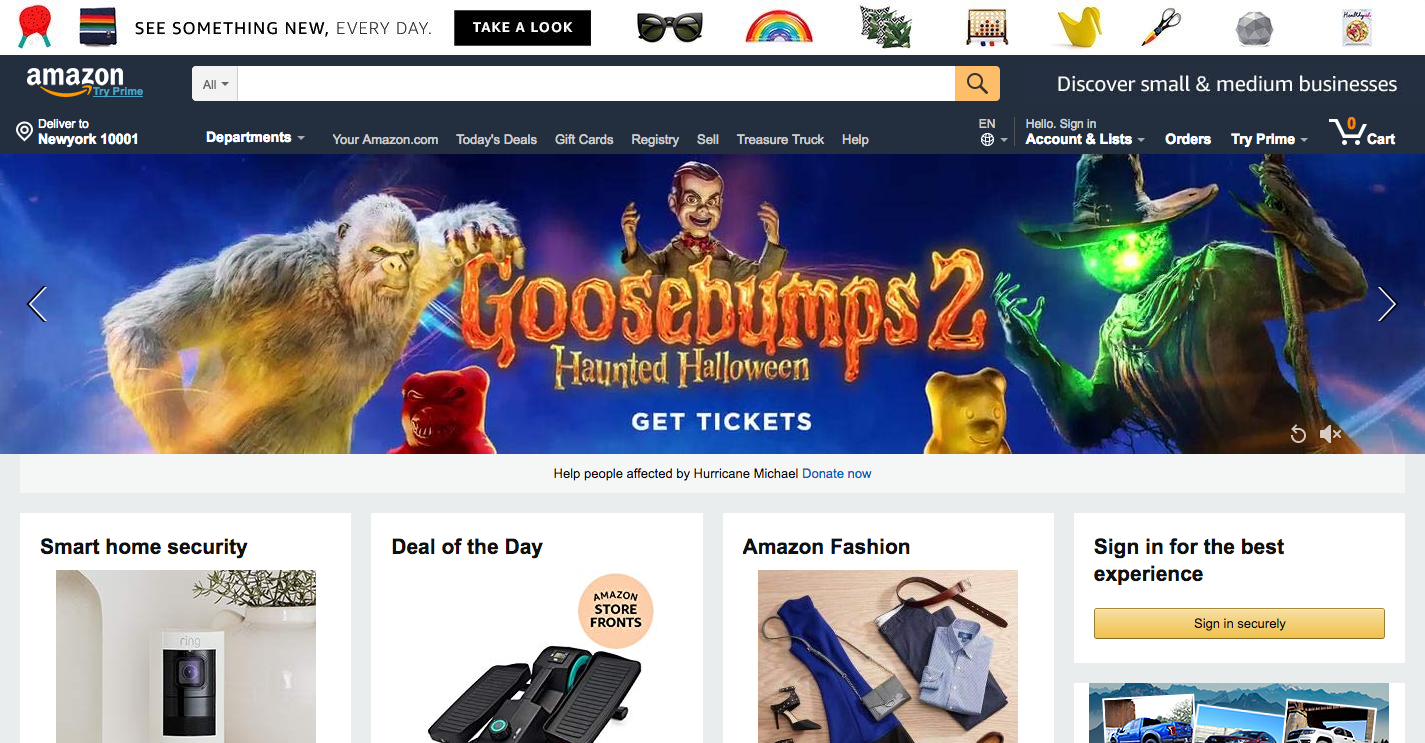 SEE SOMETHING NEW, EVERY DAY.
TAKE A LOOK
amazon
Try Prime
All
Discover small & medium businesses
Deliver to
Newyork 10001
Departments
Your Amazon.com
Today's Deals
Gift Cards
Registry
Sell
Treasure Truck
Help
EN
Hello. Sign in
Account & Lists
Orders
Try Prime
0
Cart
Goosebumps 2
Haunted Halloween
GET TICKETS
Help people affected by Hurricane Michael Donate now
Smart home security
Deal of the Day
Amazon Fashion
Sign in for the best
experience
Sign in securely
AMAZON
STORE
FRONTS
ring